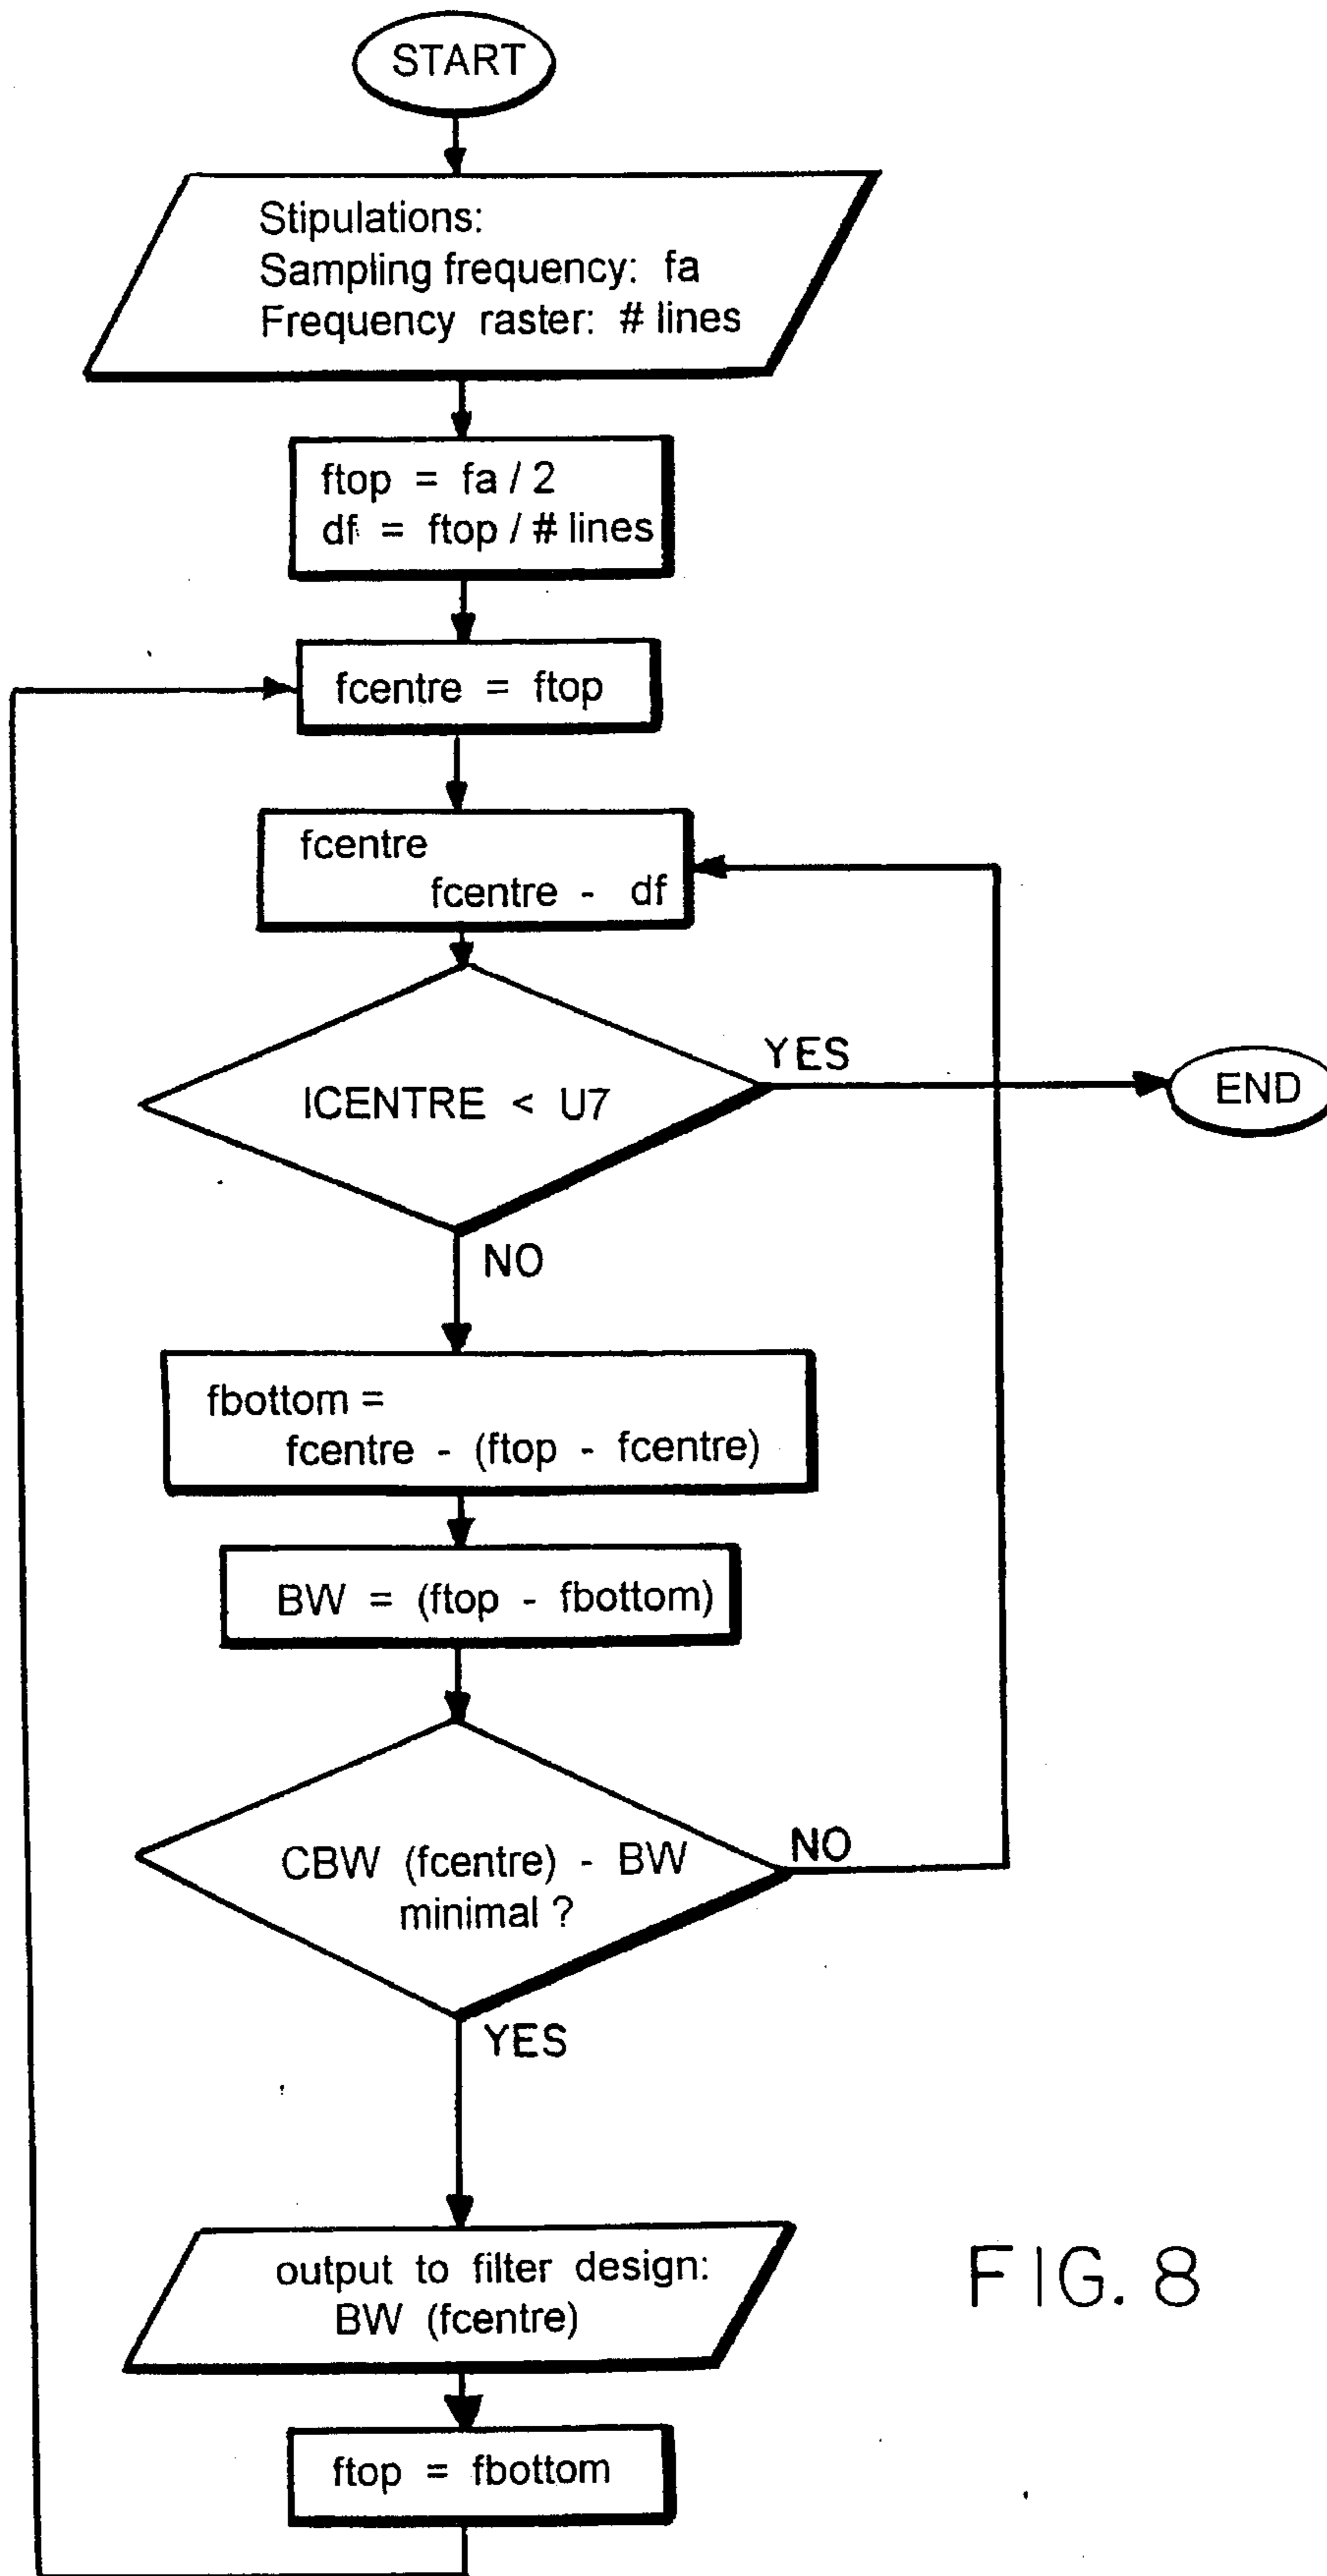 START
Stipulations:
Sampling frequency: fa
Frequency raster: # lines
ftop = fa / 2
df = ftop / # lines
fcentre = ftop
fcentre
fcentre - df
ICENTRE < U7
YES
END
NO
fbottom =
fcentre - (ftop - fcentre)
BW = (ftop - fbottom)
CBW (fcentre) - BW
minimal ?
NO
YES
output to filter design:
BW (fcentre)
FIG. 8
ftop = fbottom